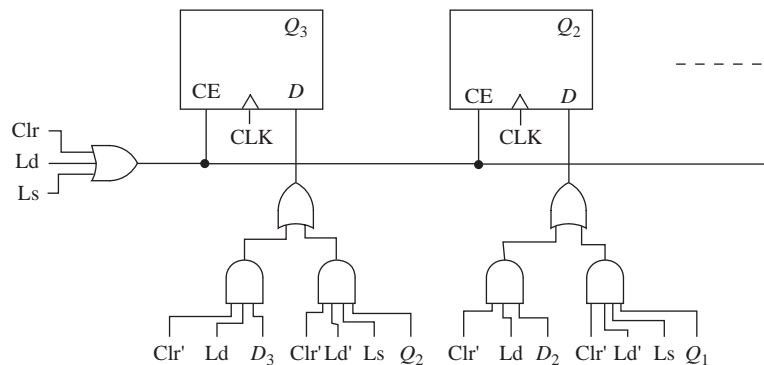 Q3 Q2
CE D CE D
CLK CLK
Clr
Ld
Ls
Clr' Ld D3 Clr' Ld' Ls Q2 Clr' Ld D2 Clr' Ld' Ls Q1